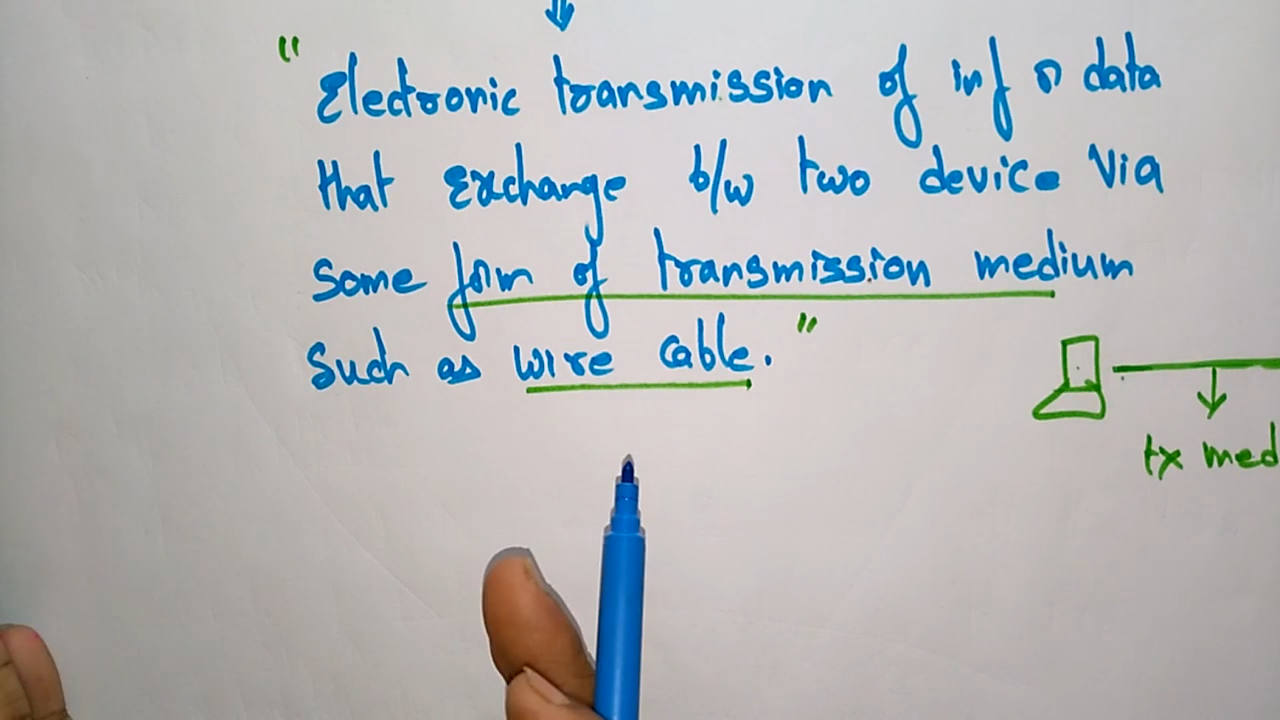 " Electronic transmission of inf or data
that exchange b/w two device Via
Some form of transmission medium
Such as wire cable. "
tx med